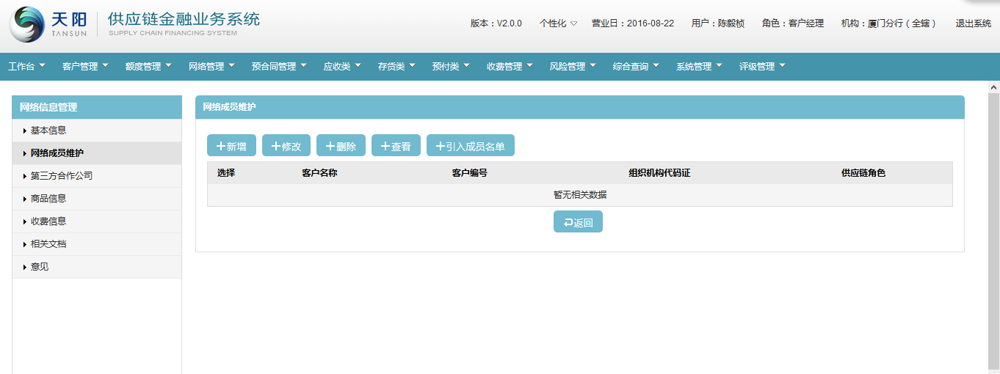 天阳 供应链金融业务系统
TANSUN SUPPLY CHAIN FINANCING SYSTEM
版本：V2.0.0 个性化 营业日：2016-08-22 用户：陈毅桢 角色：客户经理 机构：厦门分行（全辖） 退出系统
工作台 客户管理 额度管理 网络管理 预合同管理 应收类 存货类 预付类 收费管理 风险管理 综合查询 系统管理 评级管理
网络信息管理
基本信息
网络成员维护
第三方合作公司
商品信息
收费信息
相关文档
意见
网络成员维护
新增 修改 删除 查看 引入成员名单
选择 客户名称 客户编号 组织机构代码证 供应链角色
暂无相关数据
返回